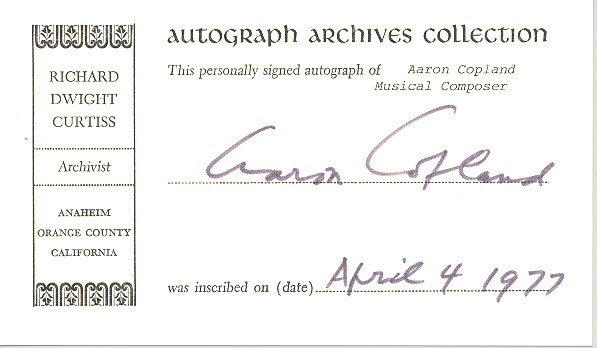 AUTOGRAPH ARCHIVES COLLECTION
RICHARD
DWIGHT
CURTISS
Archivist
ANAHEIM
ORANGE COUNTY
CALIFORNIA
This personally signed autograph of Aaron Copland
Musical Composer
Aaron Copland
was inscribed on (date) April 4 1977